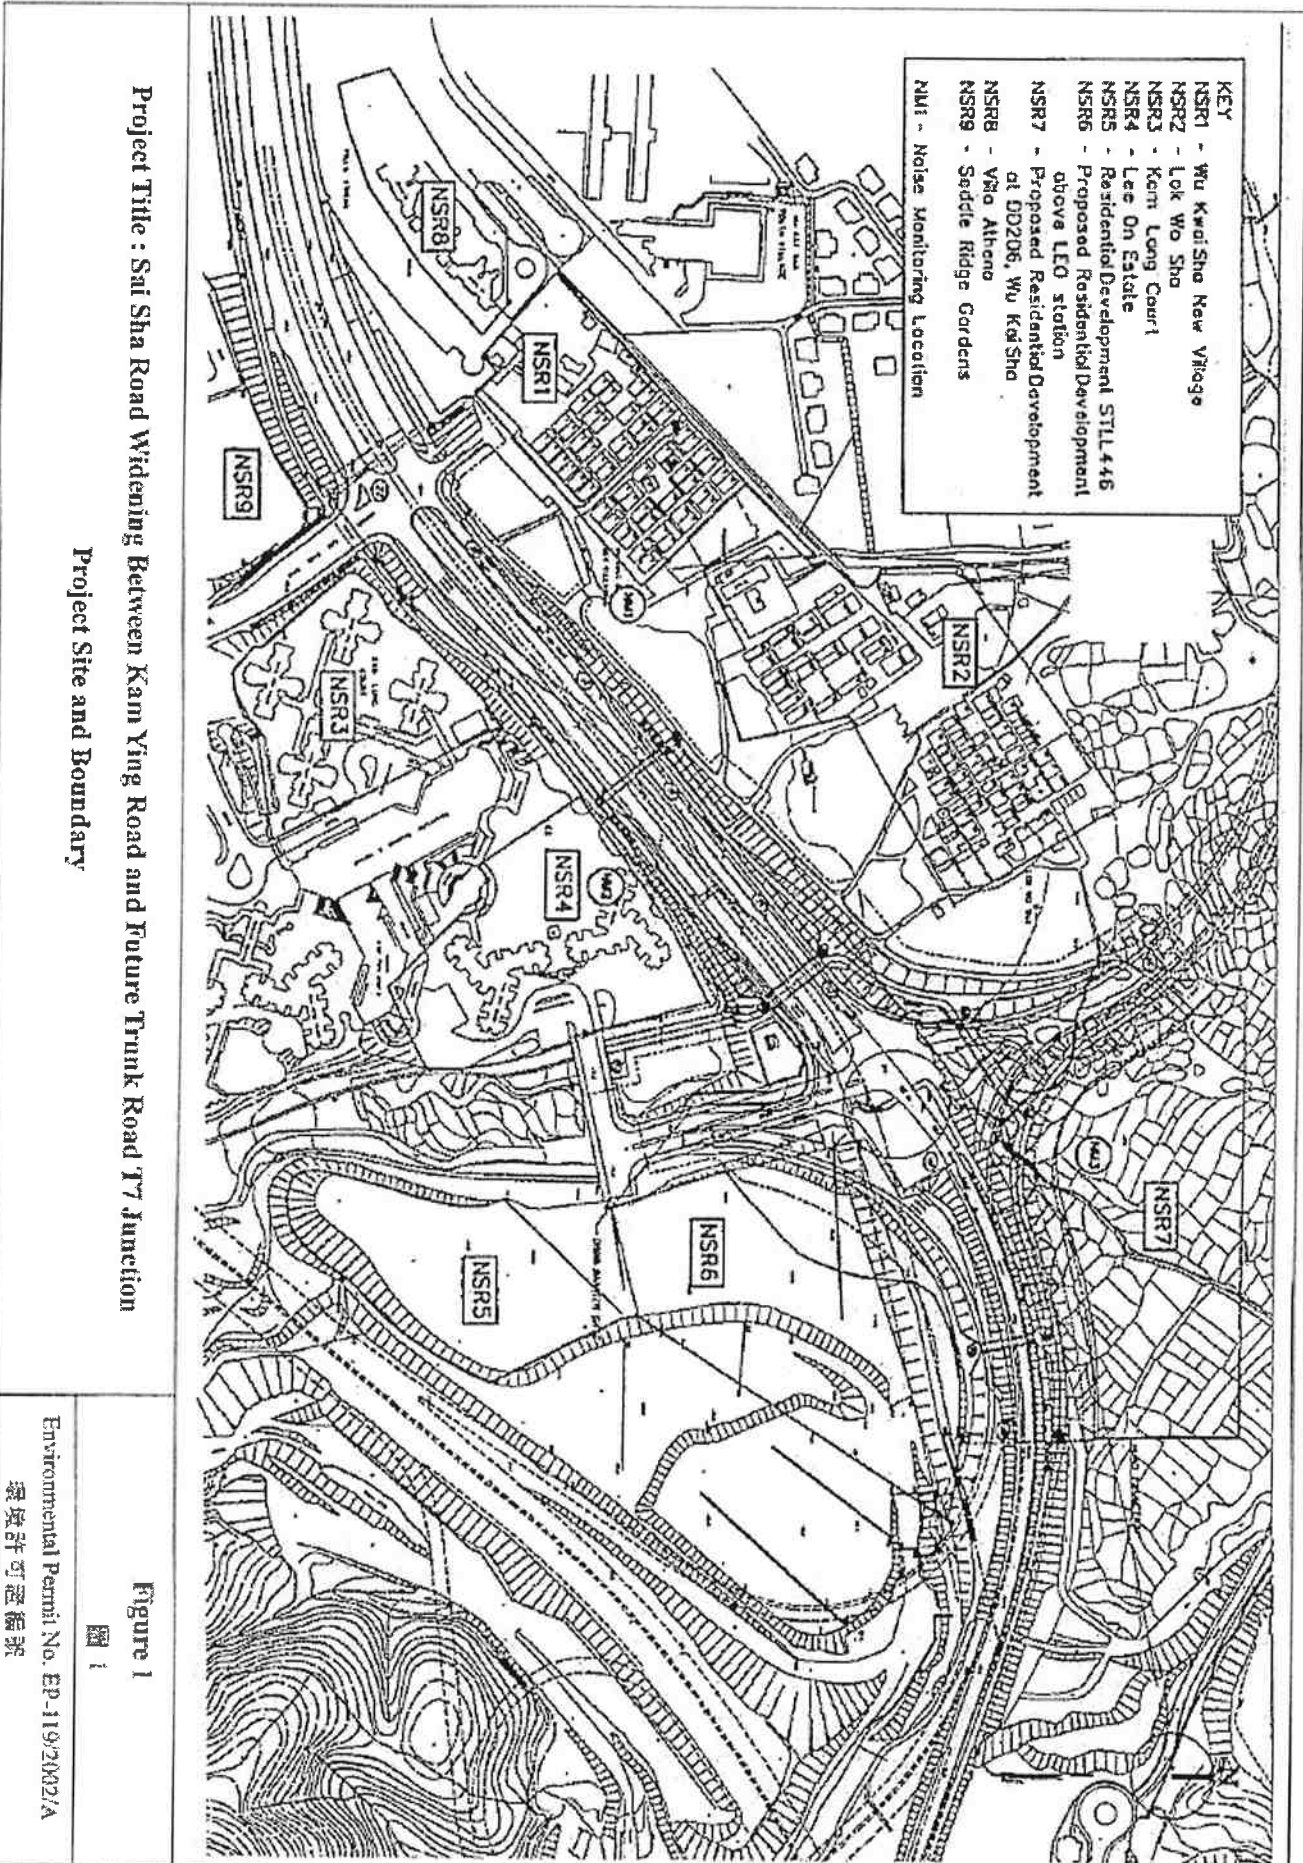 KEY
NSR1 - Wu Kwai Sha New Village
NSR2 - Lok Wo Sha
NSR3 - Kam Lung Court
NSR4 - Lee On Estate
NSR5 - Residential Development STLL446
NSR6 - Proposed Residential Development
above LEO station
NSR7 - Proposed Residential Development
at DD206, Wu Kai Sha
NSR8 - Villa Athena
NSR9 - Saddle Ridge Gardens
NM1 - Noise Monitoring Location
NSR8
NSR1
NSR9
NSR2
NM1
NSR3
NSR4
NM2
NM3
NSR7
NSR6
NSR5
Project Title : Sai Sha Road Widening Between Kam Ying Road and Future Trunk Road T7 Junction
Project Site and Boundary
Figure 1
圖 1
Environmental Permit No. EP-119/2002/A
環境許可證編號